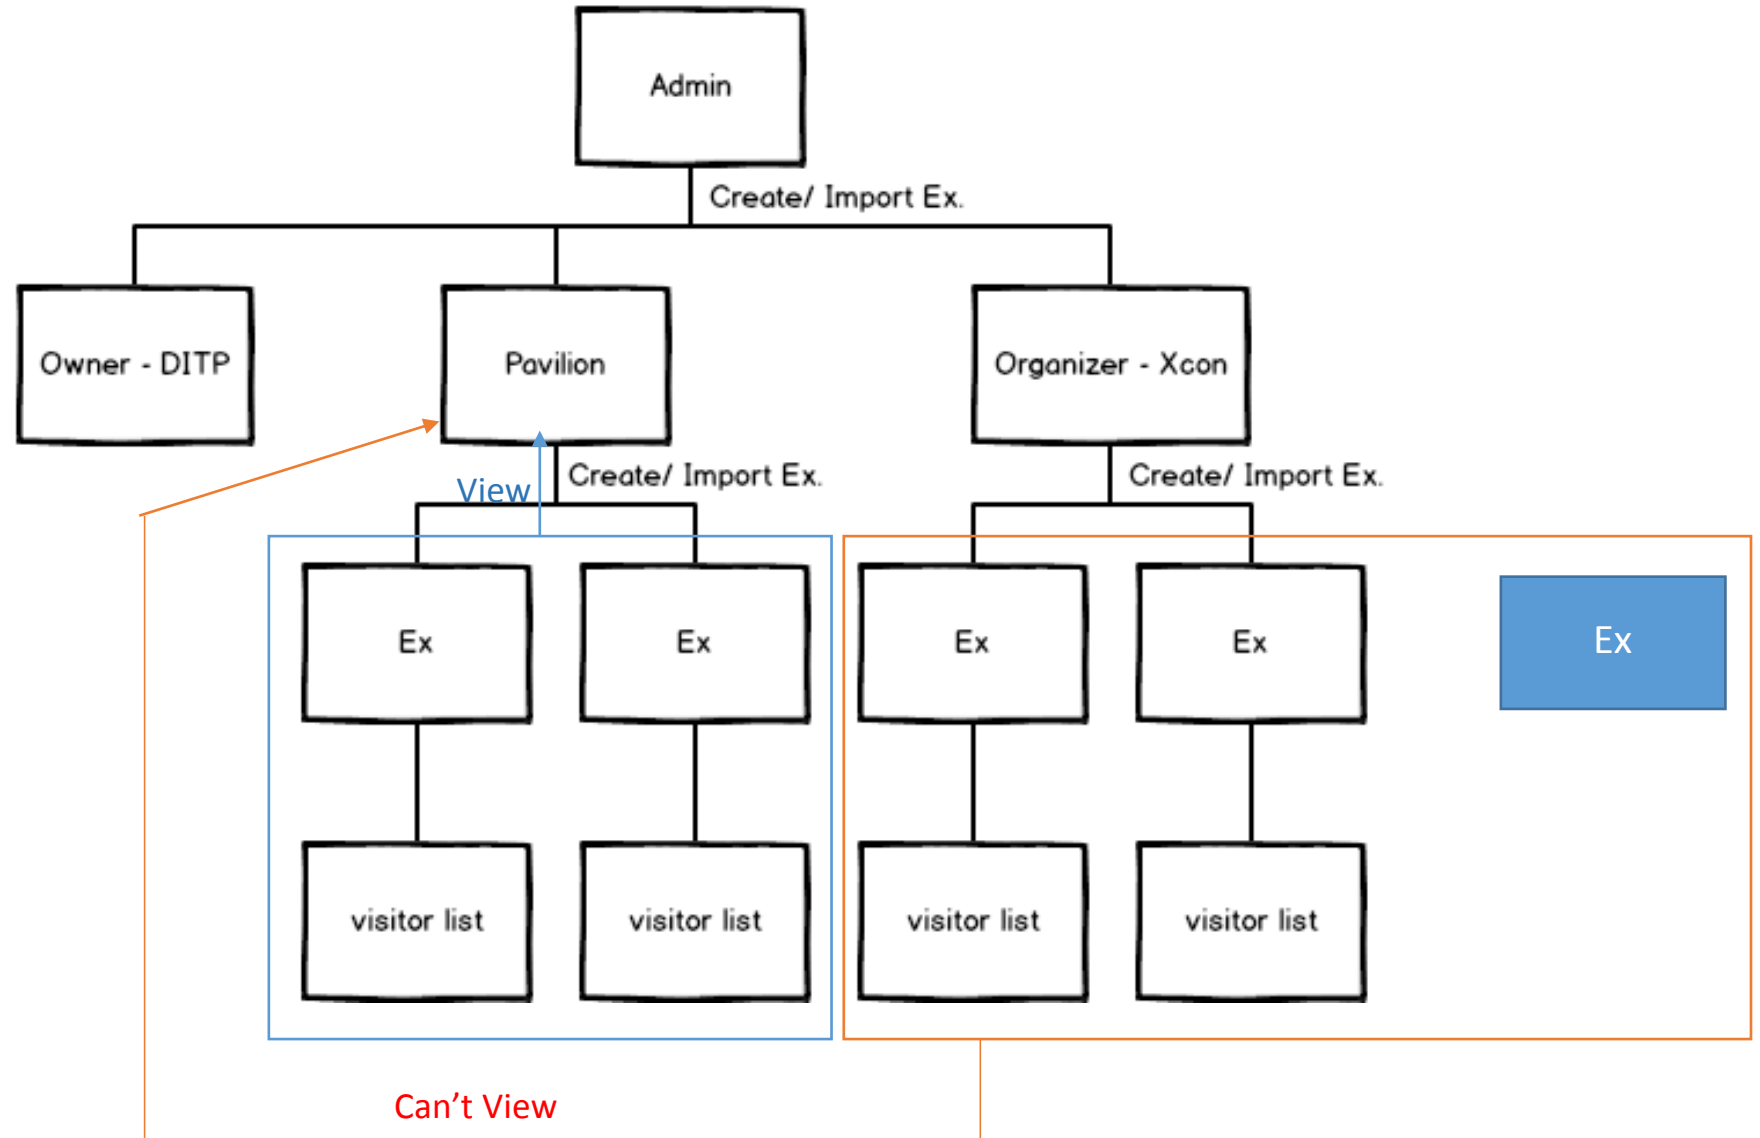 Admin
Create/ Import Ex.
Owner - DITP
Pavilion
Organizer - Xcon
View
Create/ Import Ex.
Create/ Import Ex.
Ex
Ex
Ex
Ex
Ex
visitor list
visitor list
visitor list
visitor list
Can’t View